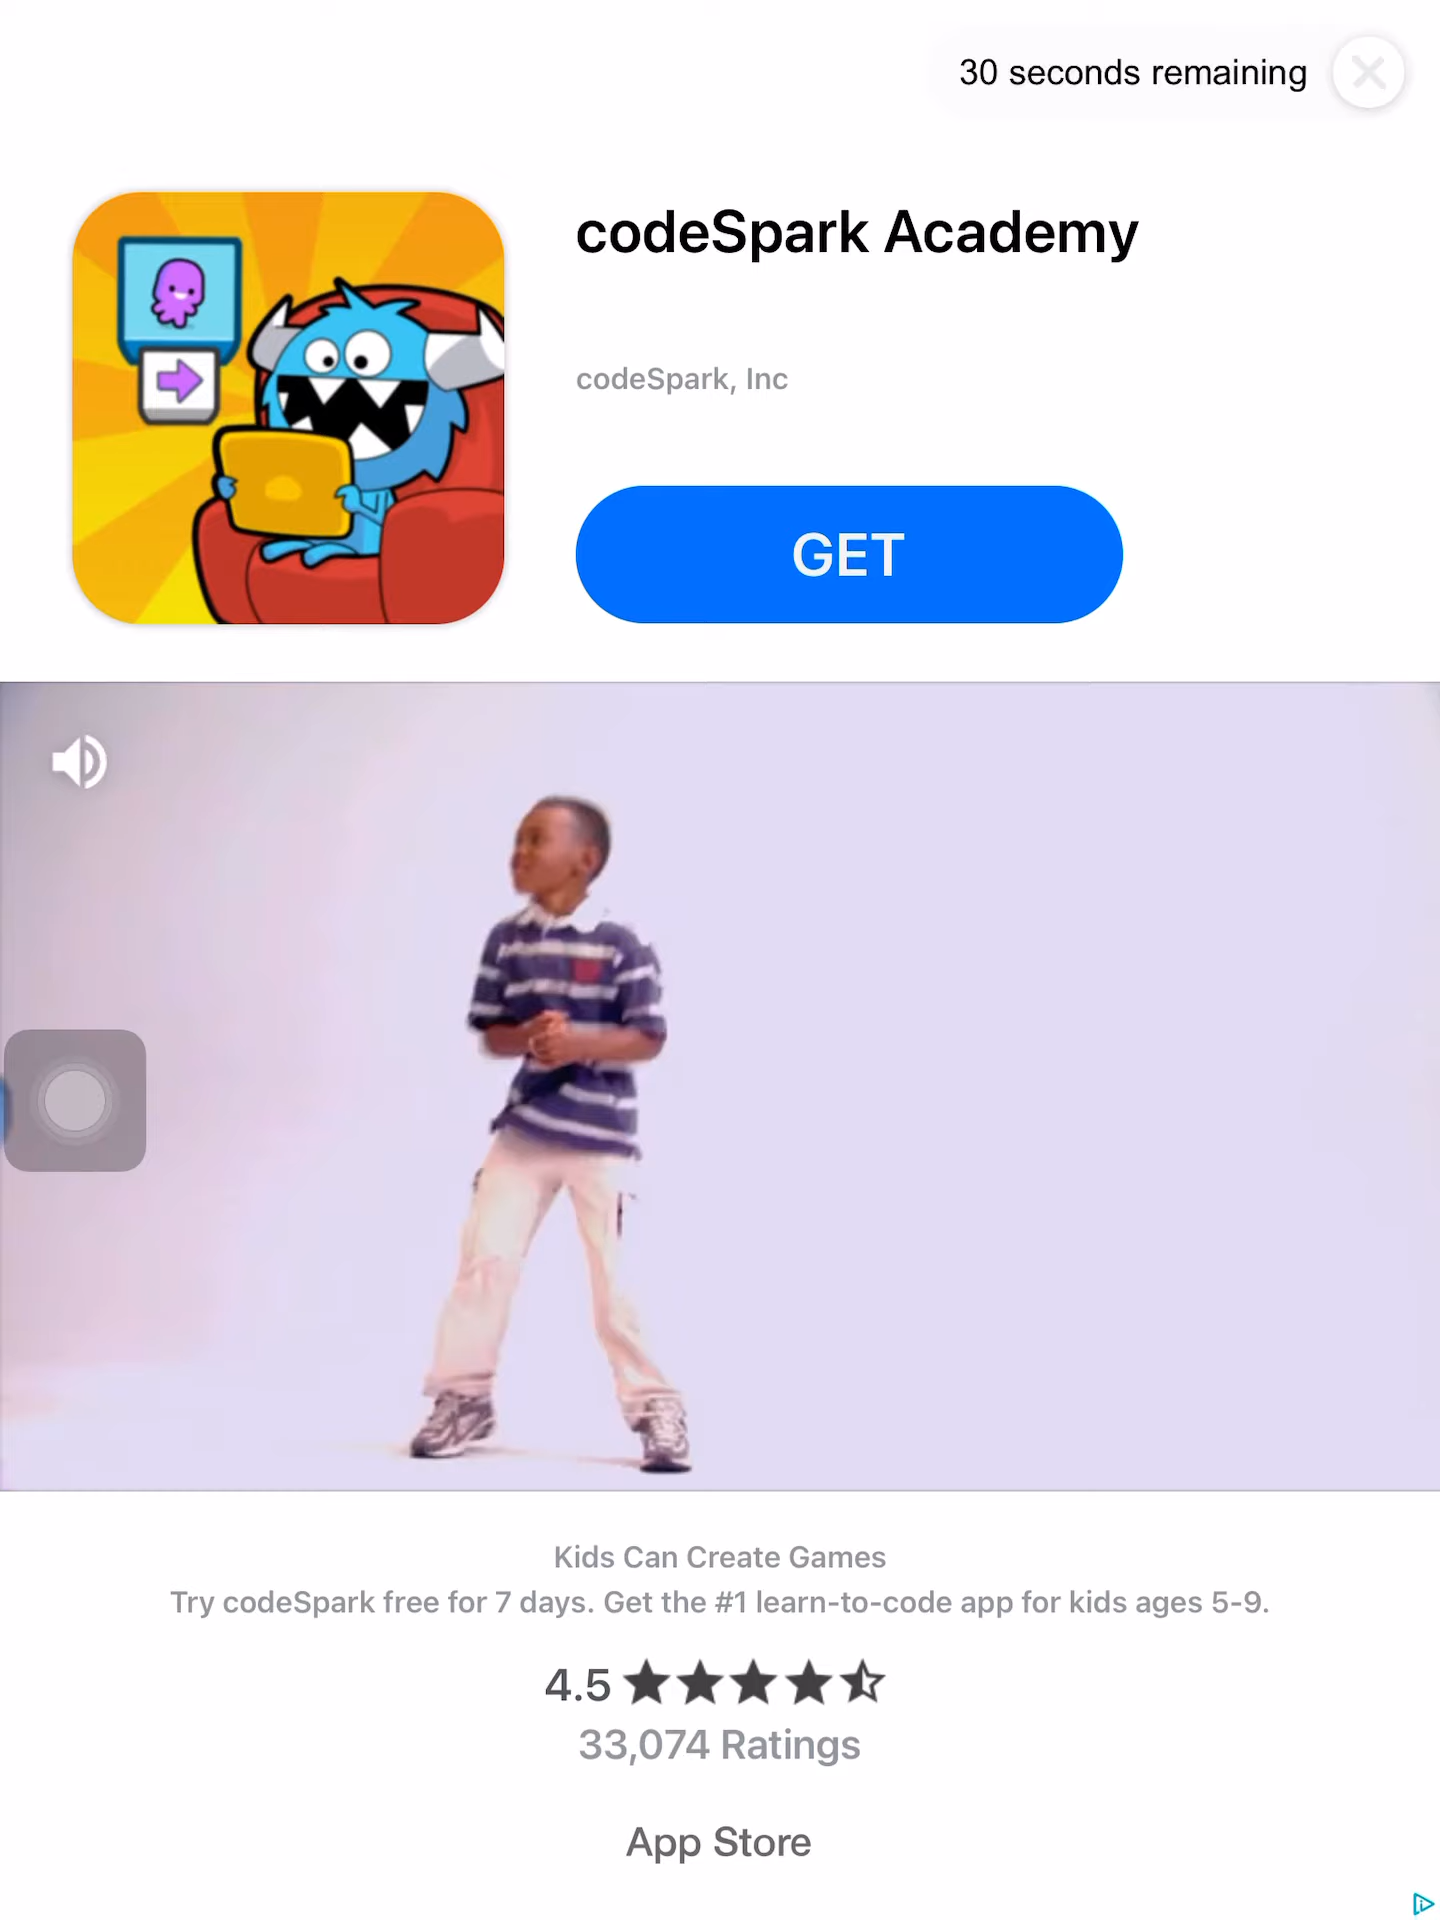 30 seconds remaining
codeSpark Academy
codeSpark, Inc
GET
Kids Can Create Games
Try codeSpark free for 7 days. Get the #1 learn-to-code app for kids ages 5-9.
4.5
33,074 Ratings
App Store